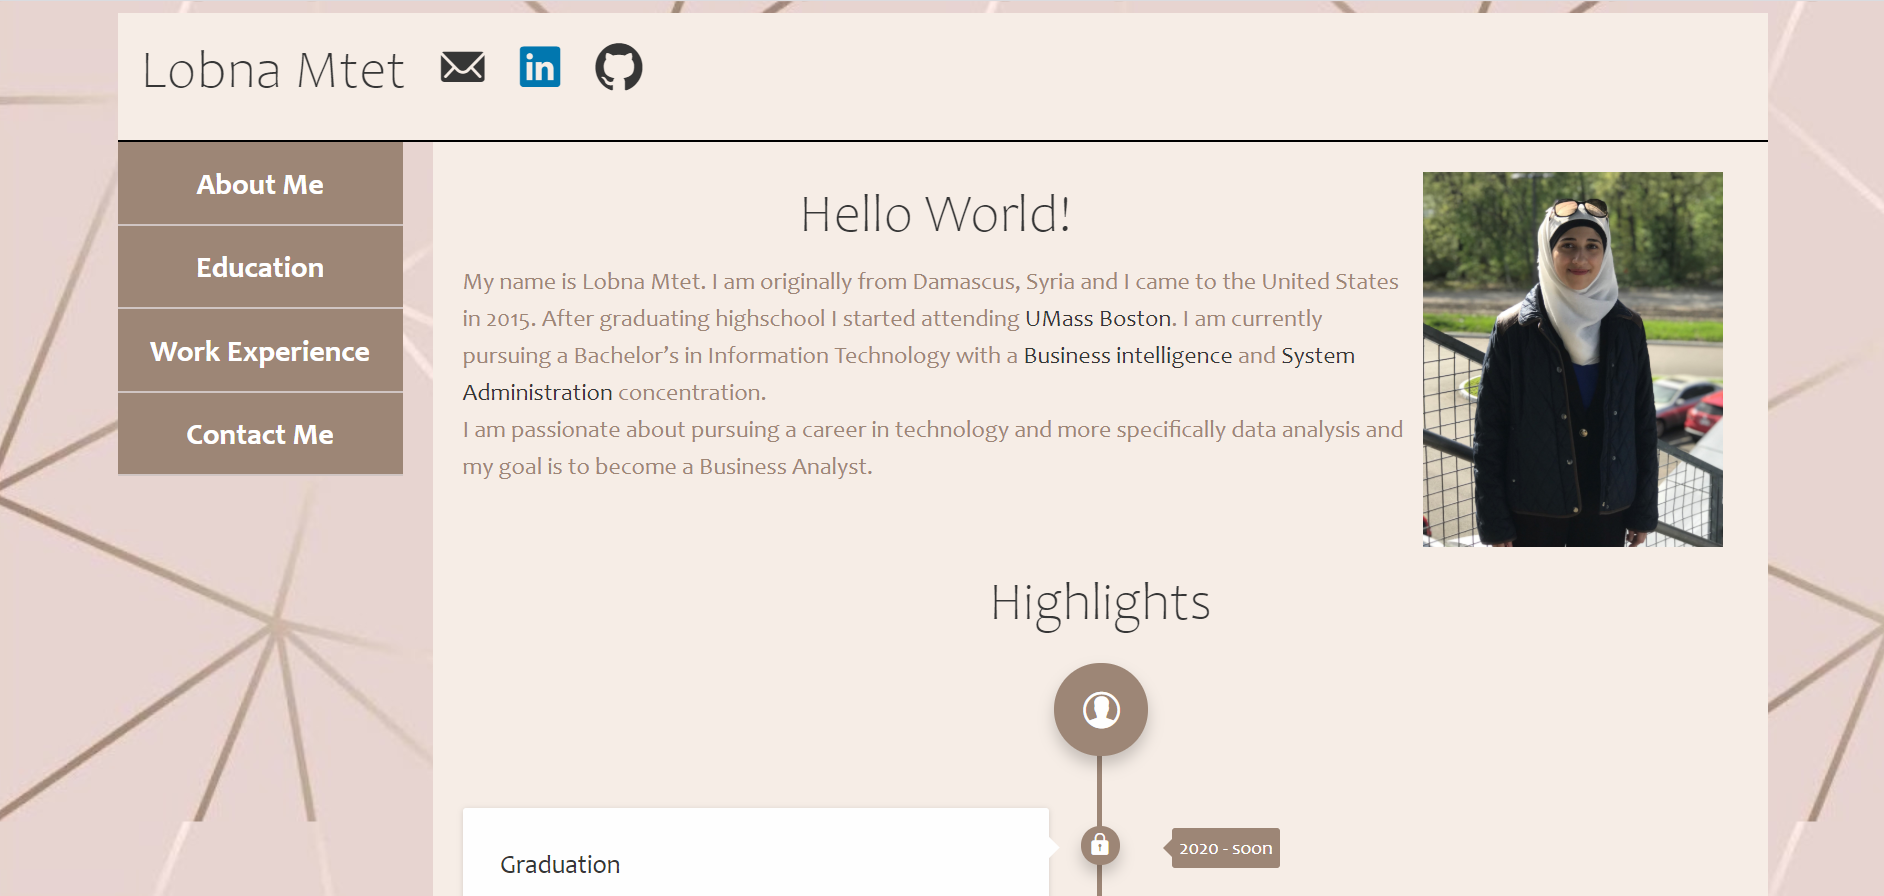 Lobna Mtet
in
About Me
Education
Work Experience
Contact Me
Hello World!
My name is Lobna Mtet. I am originally from Damascus, Syria and I came to the United States
in 2015. After graduating highschool I started attending UMass Boston. I am currently
pursuing a Bachelor’s in Information Technology with a Business intelligence and System
Administration concentration.
I am passionate about pursuing a career in technology and more specifically data analysis and
my goal is to become a Business Analyst.
Highlights
Graduation
2020 - soon